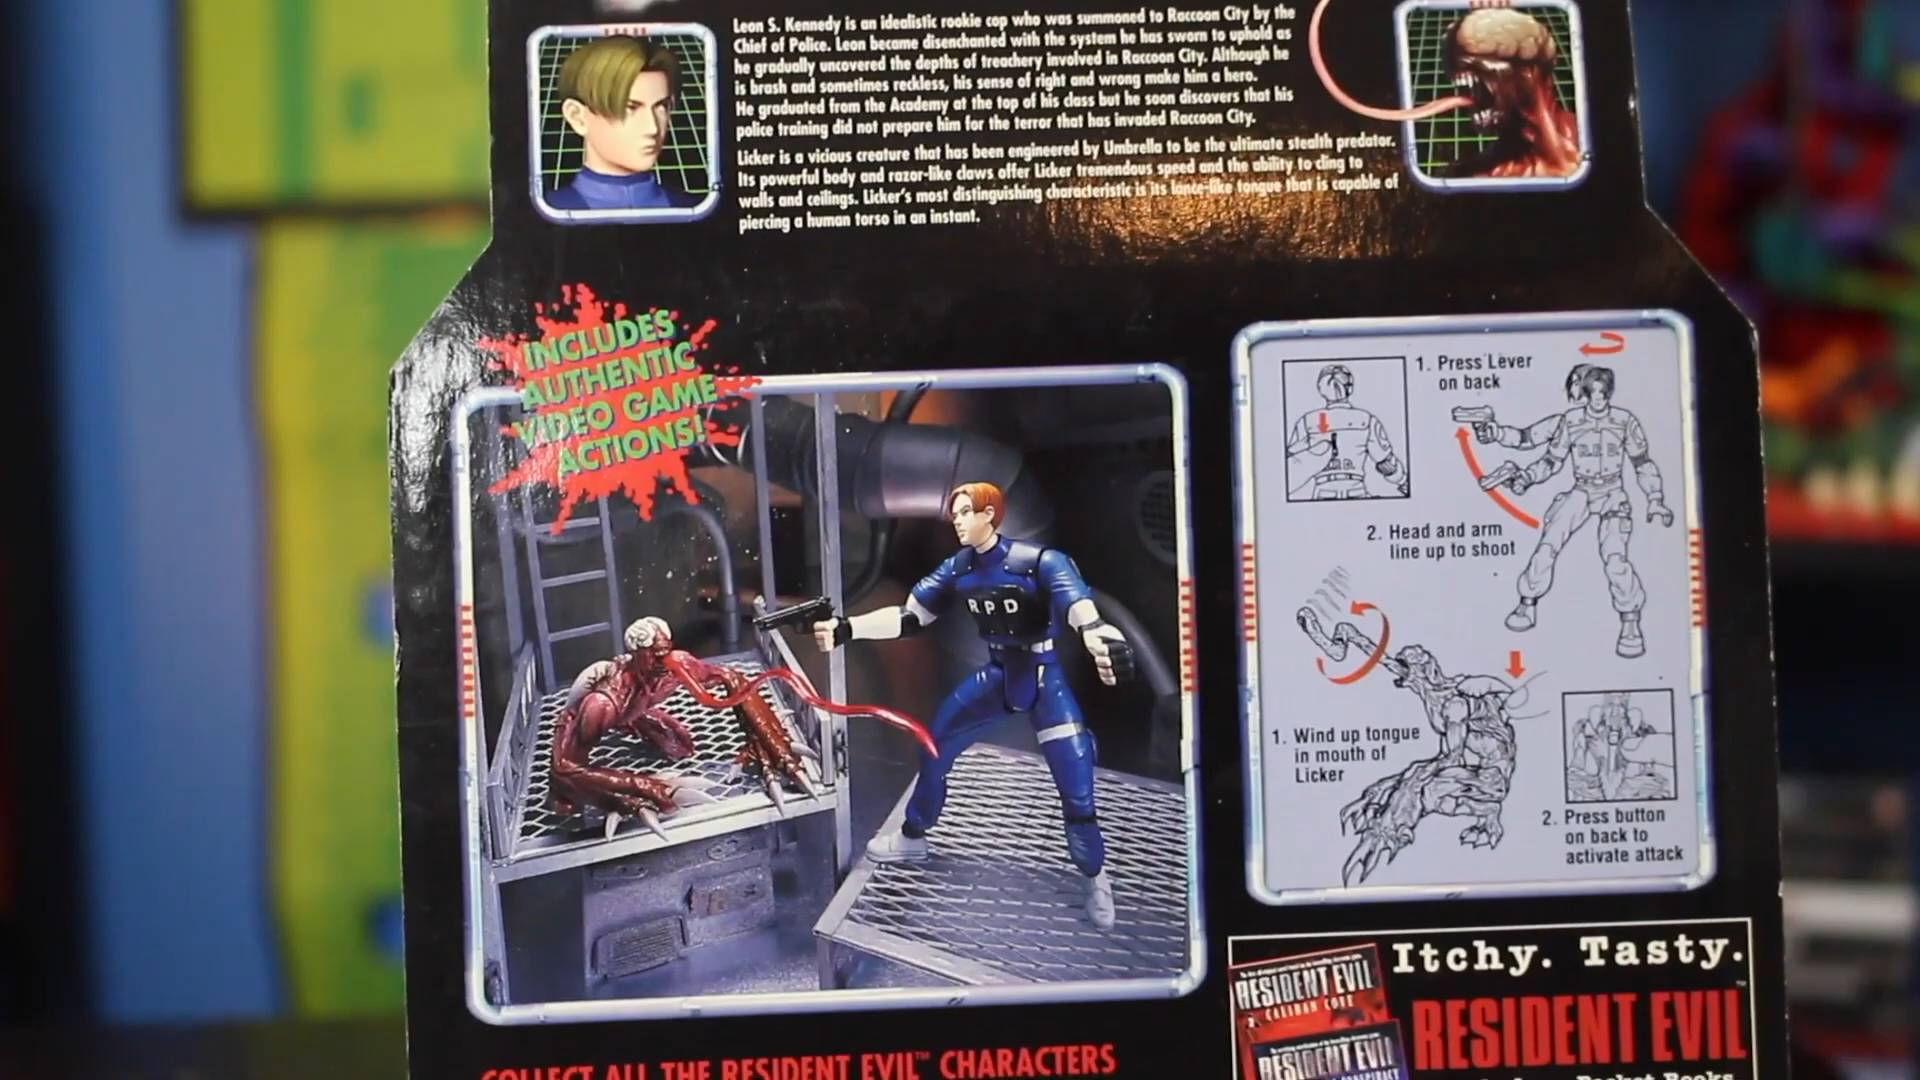 Leon S. Kennedy is an idealistic rookie cop who was summoned to Raccoon City by the
Chief of Police. Leon became disenchanted with the system he has sworn to uphold as
he gradually uncovered the depths of treachery involved in Raccoon City. Although he
is brash and sometimes reckless, his sense of right and wrong make him a hero.
He graduated from the Academy at the top of his class but he soon discovers that his
police training did not prepare him for the terror that has invaded Raccoon City.
Licker is a vicious creature that has been engineered by Umbrella to be the ultimate stealth predator.
Its powerful body and razor-like claws offer Licker tremendous speed and the ability to cling to
walls and ceilings. Licker's most distinguishing characteristic is its lance-like tongue that is capable of
piercing a human torso in an instant.
INCLUDES
AUTHENTIC
VIDEO GAME
ACTIONS!
RPD
1. Press Lever
on back
R.P.D.
2. Head and arm
line up to shoot
1. Wind up tongue
in mouth of
Licker
2. Press button
on back to
activate attack
Itchy. Tasty.
RESIDENT EVIL™
RESIDENT EVIL
CALIBAN COVE
RESIDENT EVIL
CONSPIRACY
Pocket Books
COLLECT ALL THE RESIDENT EVIL™ CHARACTERS